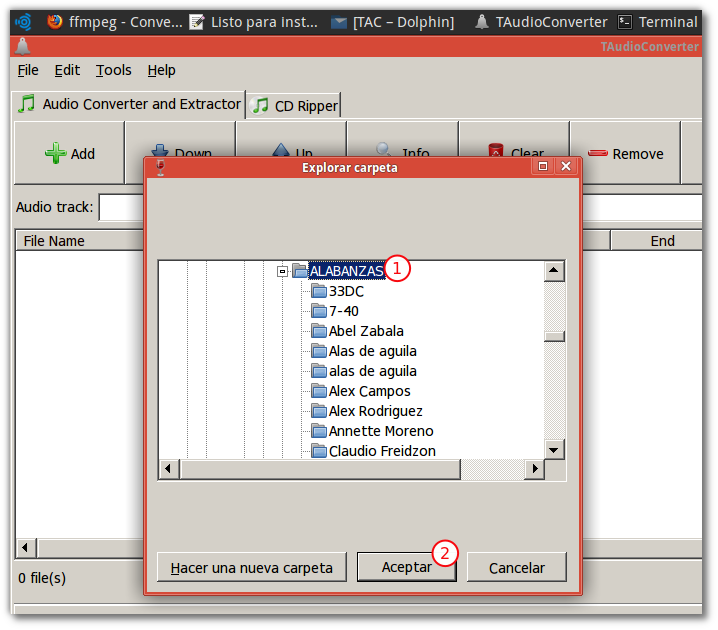 ffmpeg - Conve... Listo para inst... [TAC – Dolphin] TAudioConverter Terminal
TAudioConverter
File Edit Tools Help
Audio Converter and Extractor CD Ripper
Add Down Up Info Clear Remove
Explorar carpeta
Audio track:
File Name End
ALABANZAS 1
33DC
7-40
Abel Zabala
Alas de aguila
alas de aguila
Alex Campos
Alex Rodriguez
Annette Moreno
Claudio Freidzon
2
Hacer una nueva carpeta Aceptar Cancelar
0 file(s)